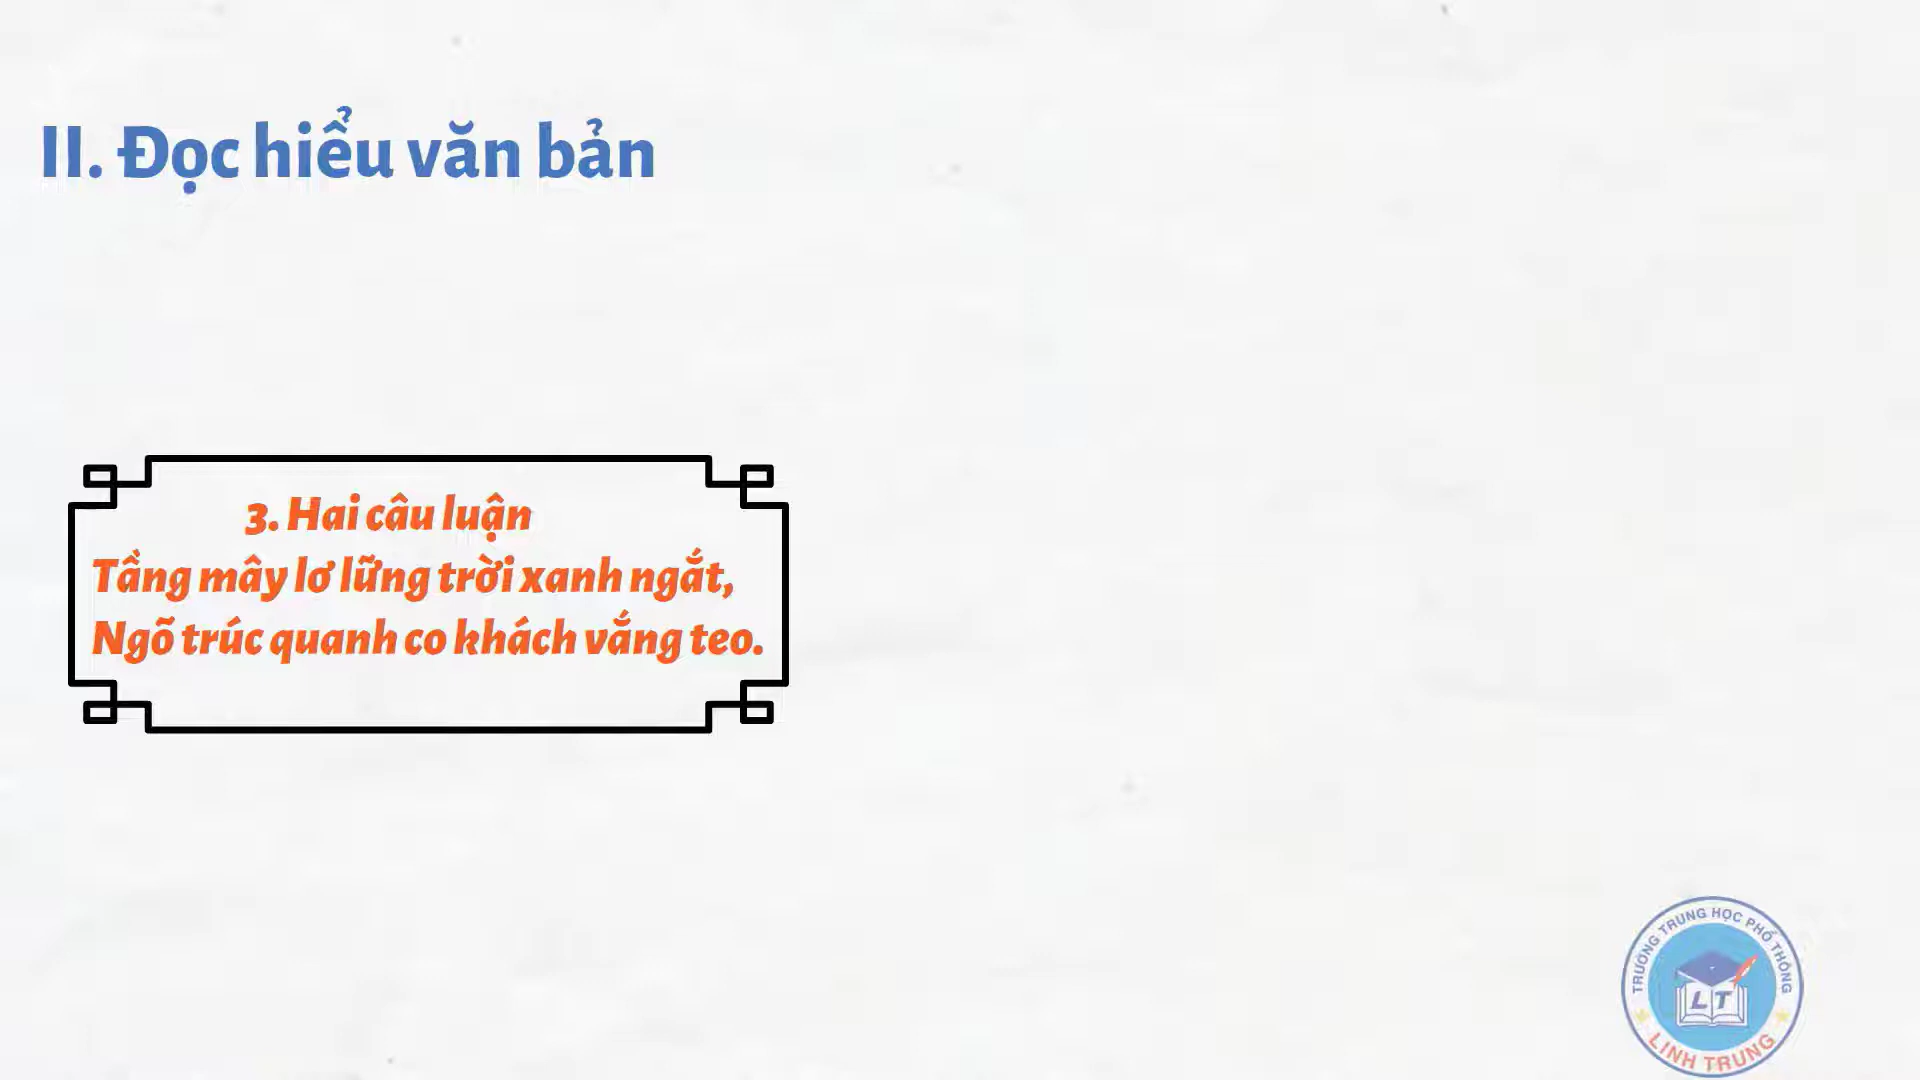 II. Đọc hiểu văn bản
3. Hai câu luận
Tầng mây lơ lững trời xanh ngắt,
Ngõ trúc quanh co khách vắng teo.
TRƯỜNG TRUNG HỌC PHỔ THÔNG
LT
LINH TRUNG